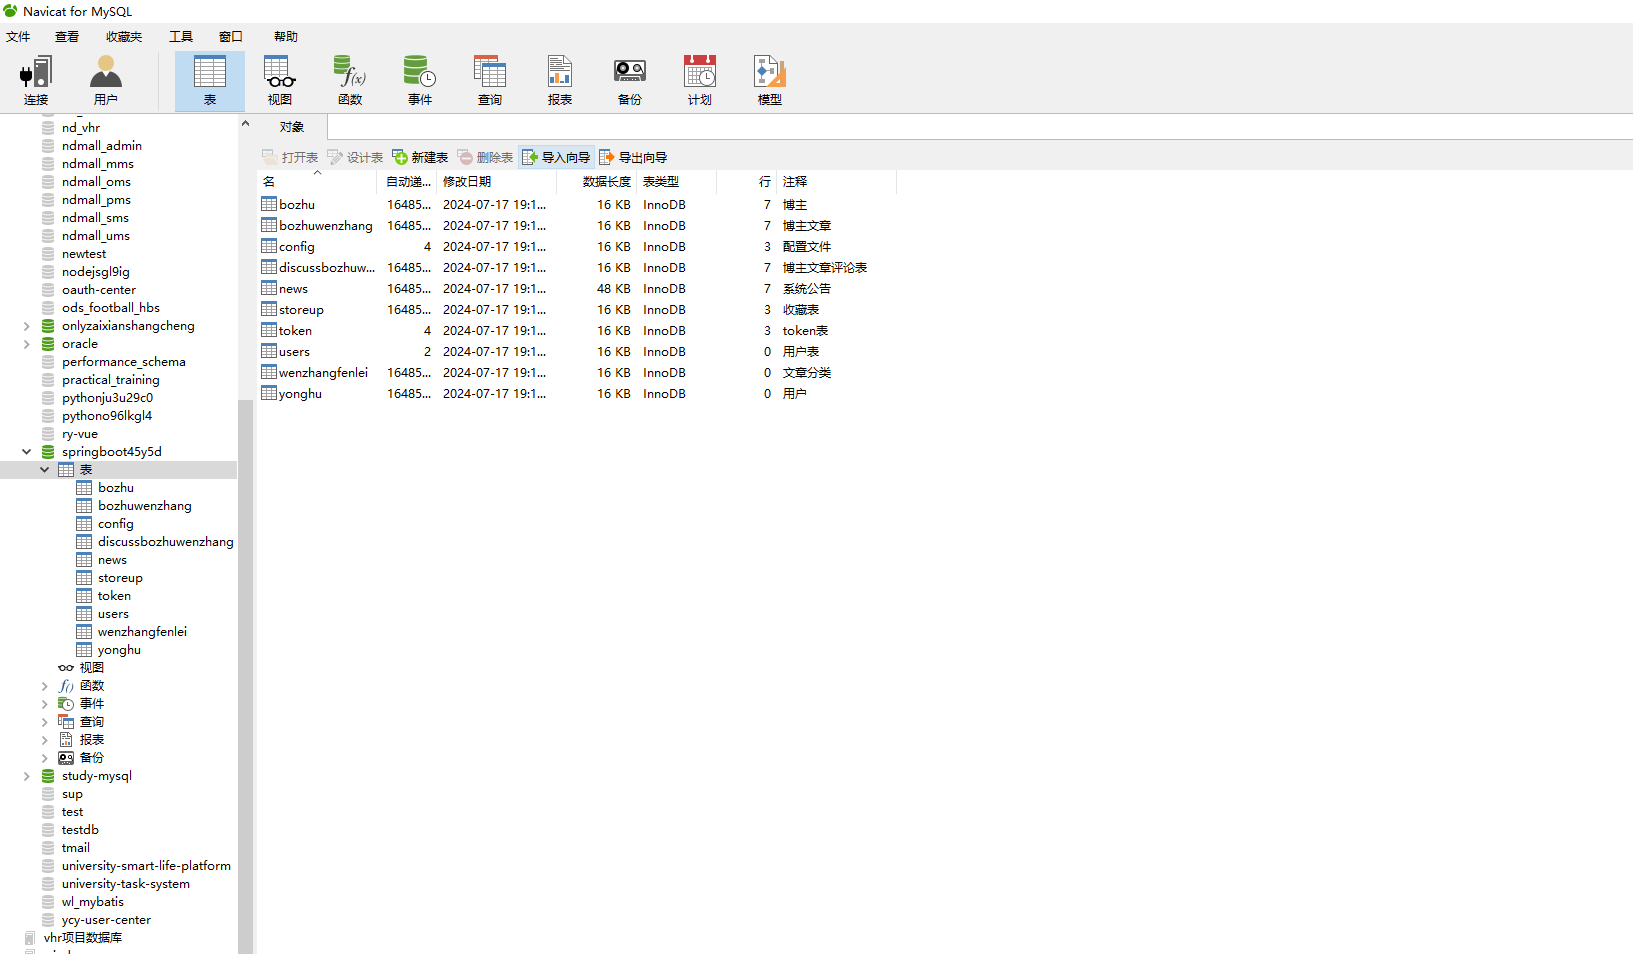 Navicat for MySQL
文件 查看 收藏夹 工具 窗口 帮助
连接 用户 表 视图 函数 事件 查询 报表 备份 计划 模型
nd_vhr
ndmall_admin
ndmall_mms
ndmall_oms
ndmall_pms
ndmall_sms
ndmall_ums
newtest
nodejsgl9ig
oauth-center
ods_football_hbs
onlyzaixianshangcheng
oracle
performance_schema
practical_training
pythonju3u29c0
pythono96lkgl4
ry-vue
springboot45y5d
表
bozhu
bozhuwenzhang
config
discussbozhuwenzhang
news
storeup
token
users
wenzhangfenlei
yonghu
视图
函数
事件
查询
报表
备份
study-mysql
sup
test
testdb
tmail
university-smart-life-platform
university-task-system
wl_mybatis
ycy-user-center
vhr项目数据库
对象
打开表 设计表 新建表 删除表 导入向导 导出向导
名 自动递... 修改日期 数据长度 表类型 行 注释
bozhu 16485... 2024-07-17 19:1... 16 KB InnoDB 7 博主
bozhuwenzhang 16485... 2024-07-17 19:1... 16 KB InnoDB 7 博主文章
config 4 2024-07-17 19:1... 16 KB InnoDB 3 配置文件
discussbozhuw... 16485... 2024-07-17 19:1... 16 KB InnoDB 7 博主文章评论表
news 16485... 2024-07-17 19:1... 48 KB InnoDB 7 系统公告
storeup 16485... 2024-07-17 19:1... 16 KB InnoDB 3 收藏表
token 4 2024-07-17 19:1... 16 KB InnoDB 3 token表
users 2 2024-07-17 19:1... 16 KB InnoDB 0 用户表
wenzhangfenlei 16485... 2024-07-17 19:1... 16 KB InnoDB 0 文章分类
yonghu 16485... 2024-07-17 19:1... 16 KB InnoDB 0 用户